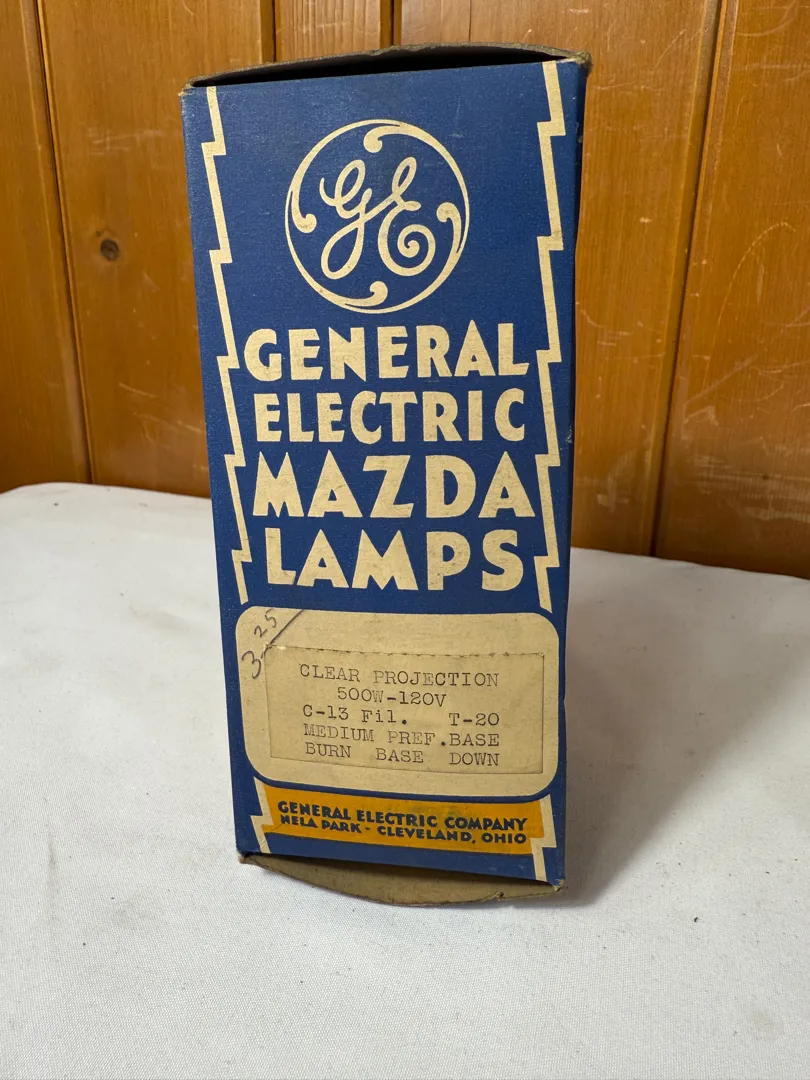 GE
GENERAL
ELECTRIC
MAZDA
LAMPS
3 25
CLEAR PROJECTION
500W-120V
C-13 Fil. T-20
MEDIUM PREF.BASE
BURN BASE DOWN
GENERAL ELECTRIC COMPANY
NELA PARK - CLEVELAND, OHIO